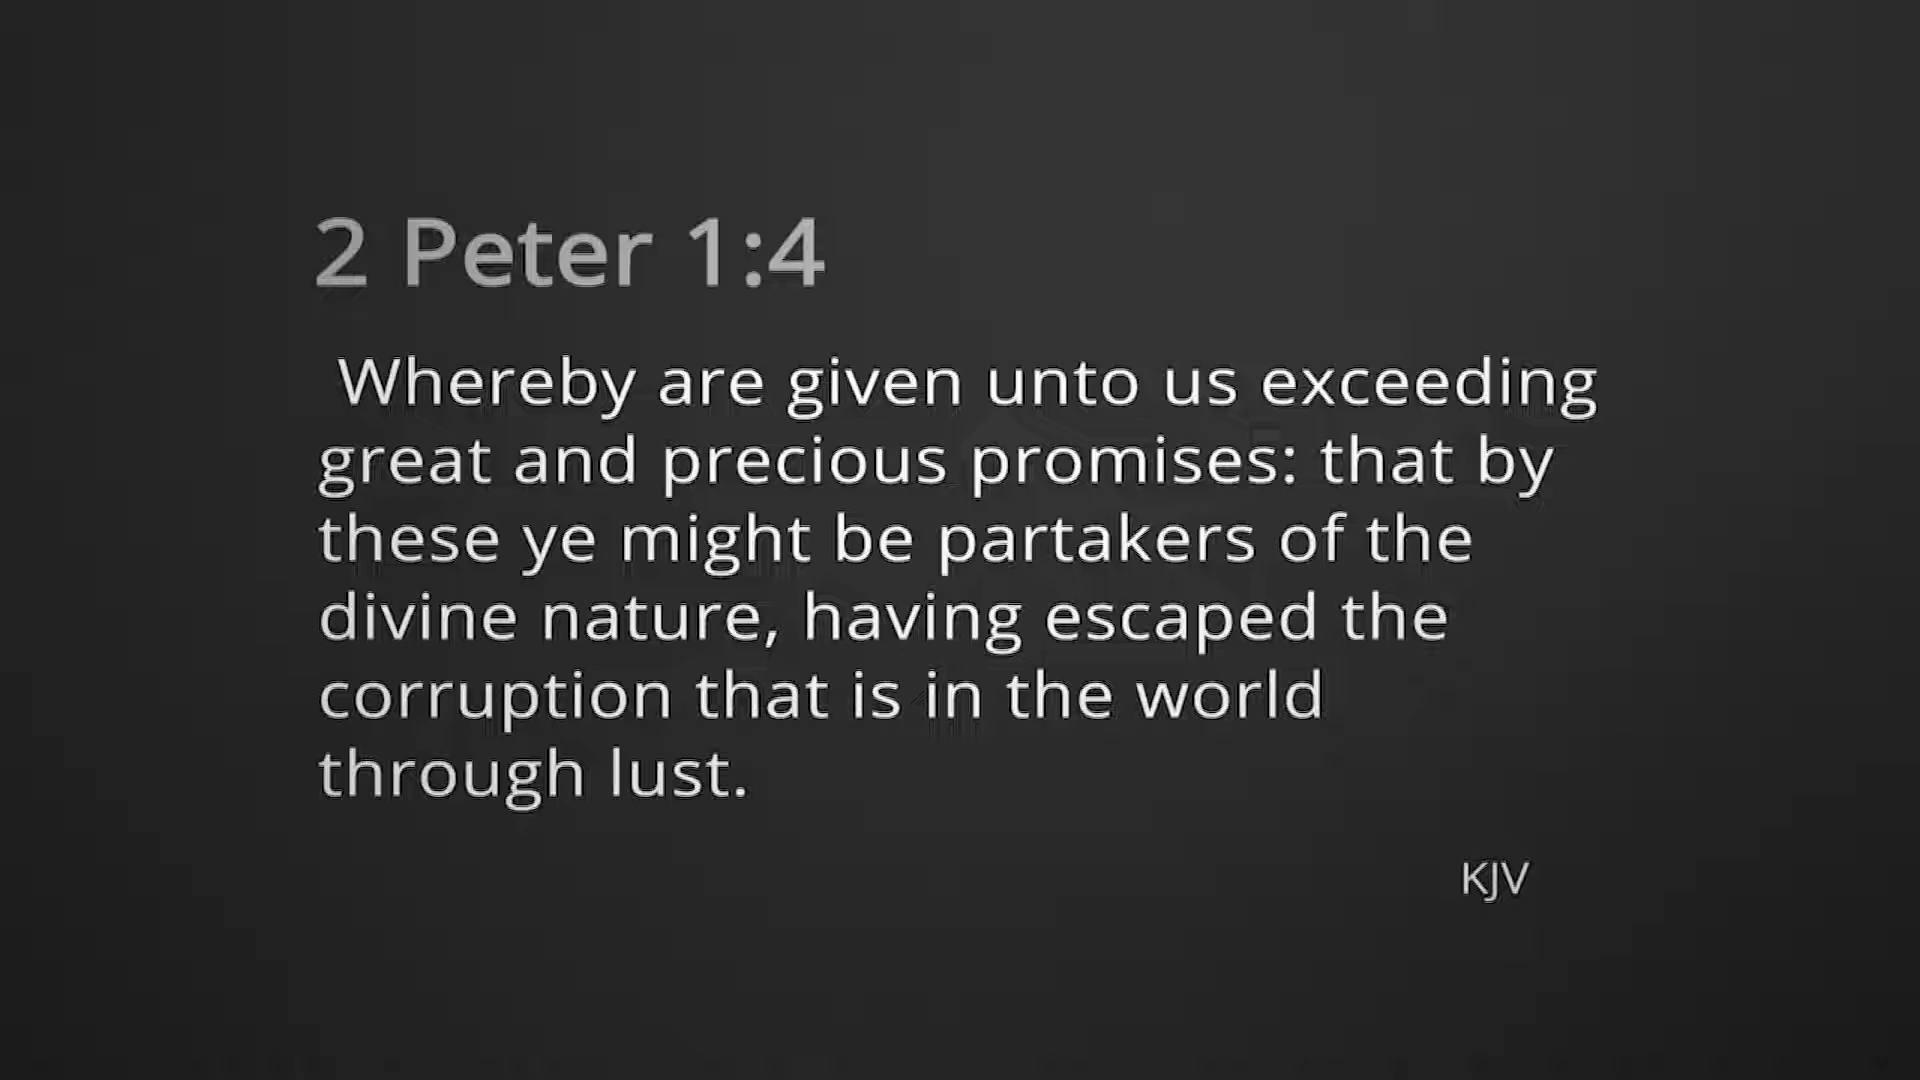 2 Peter 1:4
Whereby are given unto us exceeding
great and precious promises: that by
these ye might be partakers of the
divine nature, having escaped the
corruption that is in the world
through lust.
KJV